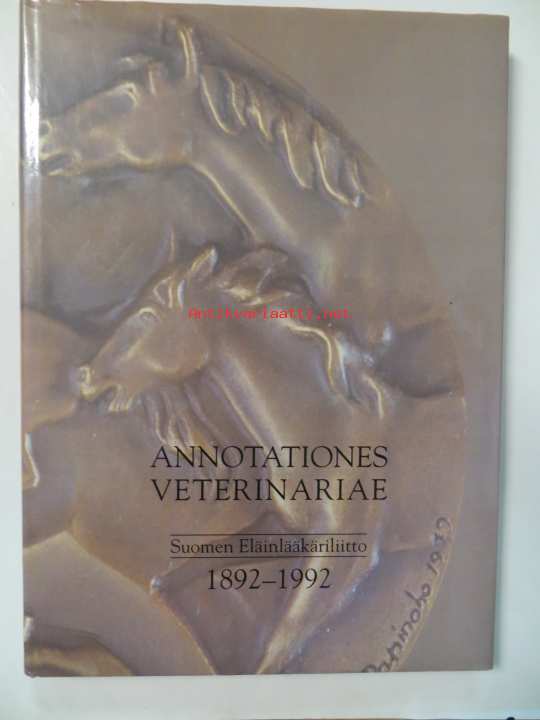 Antikvariaatti.net
ANNOTATIONES
VETERINARIAE
Suomen Eläinlääkäriliitto
1892–1992